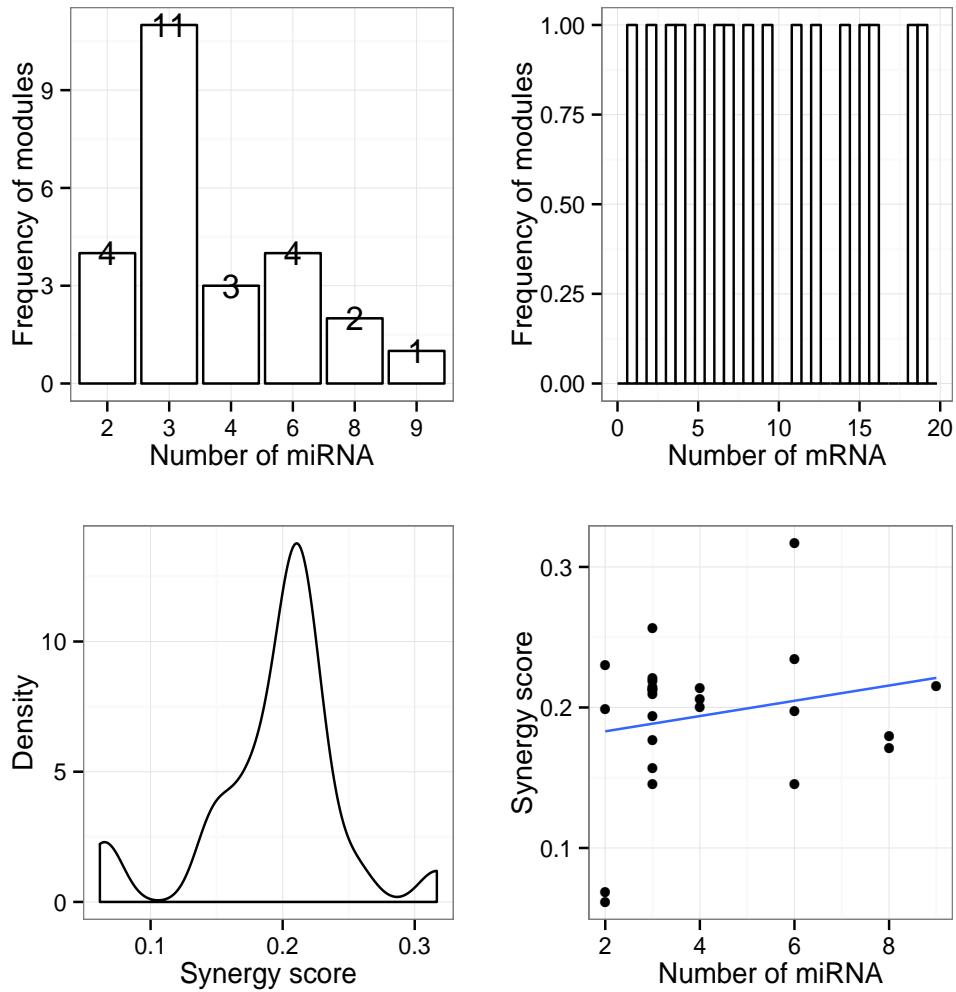 Frequency of modules
9
6
3
0
4
11
3
4
2
1
2 3 4 6 8 9
Number of miRNA
Frequency of modules
1.00
0.75
0.50
0.25
0.00
0 5 10 15 20
Number of mRNA
Density
10
5
0
0.1 0.2 0.3
Synergy score
Synergy score
0.3
0.2
0.1
2 4 6 8
Number of miRNA